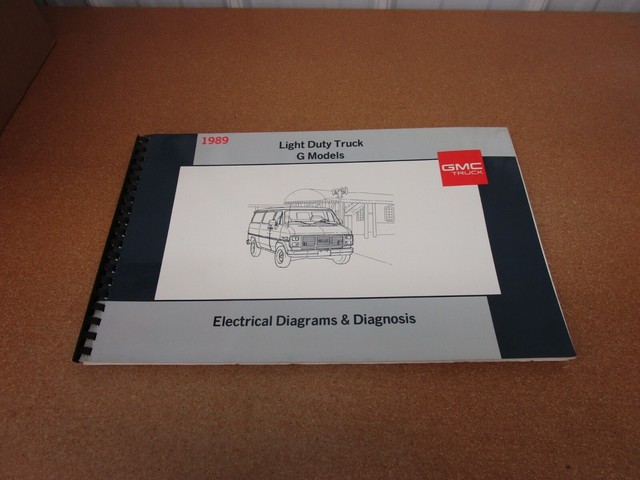 1989
Light Duty Truck
G Models
GMC
TRUCK
Electrical Diagrams & Diagnosis